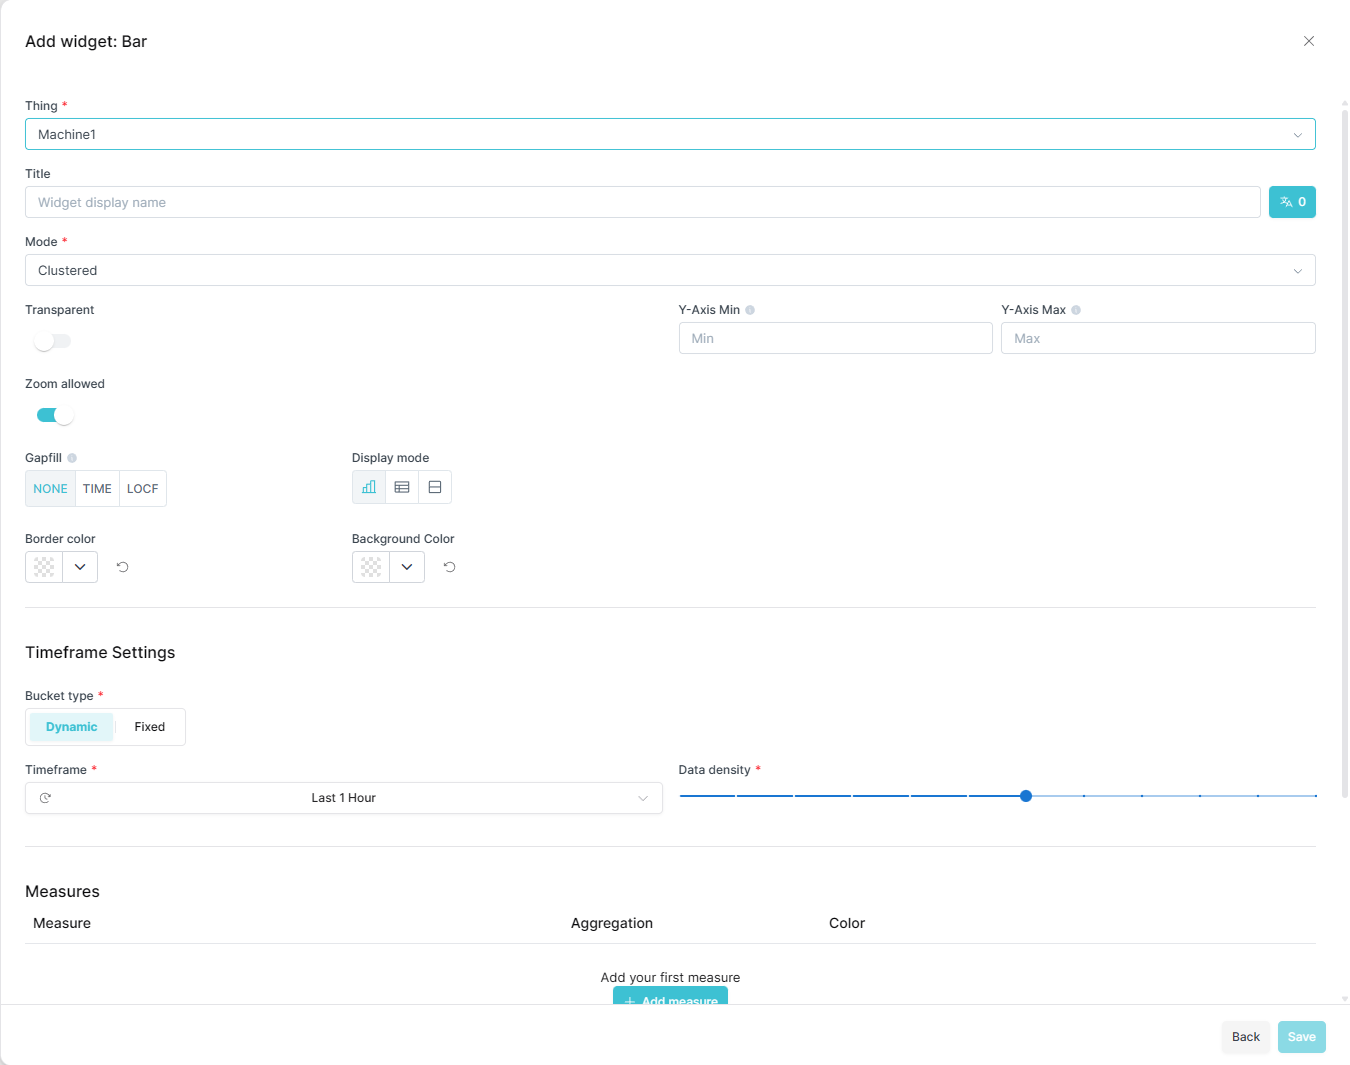 Add widget: Bar
Thing *
Machine1
Title
Widget display name
0
Mode *
Clustered
Transparent
Y-Axis Min
Y-Axis Max
Min
Max
Zoom allowed
Gapfill
Display mode
NONE TIME LOCF
Border color
Background Color
Timeframe Settings
Bucket type *
Dynamic Fixed
Timeframe *
Data density *
Last 1 Hour
Measures
Measure Aggregation Color
Add your first measure
+ Add measure
Back Save